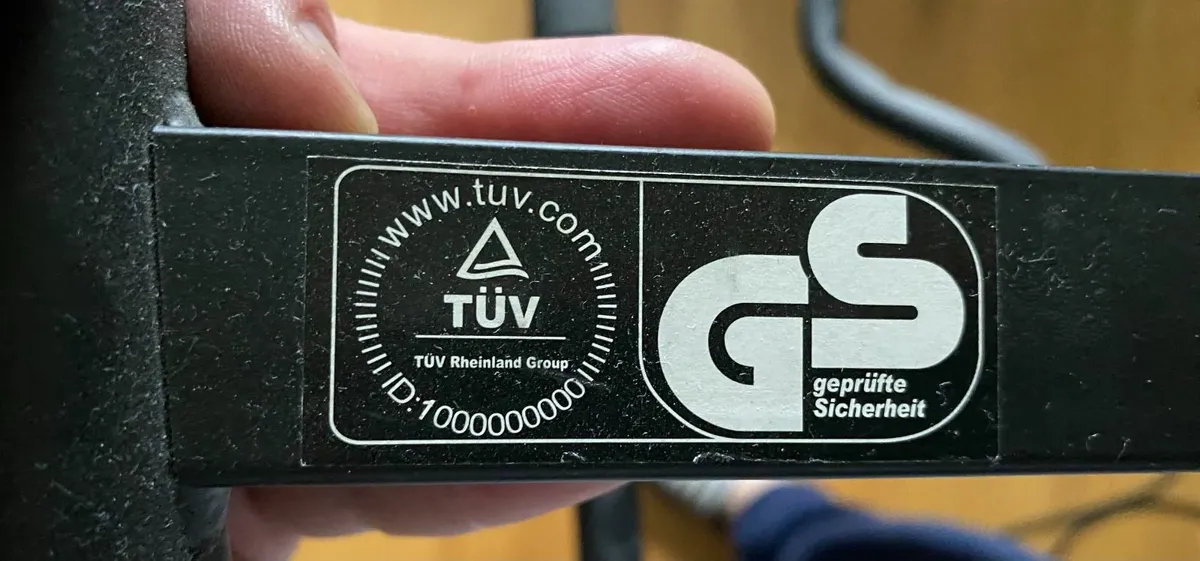 www.tuv.com
TÜV
TÜV Rheinland Group
ID:1000000000
GS
geprüfte
Sicherheit